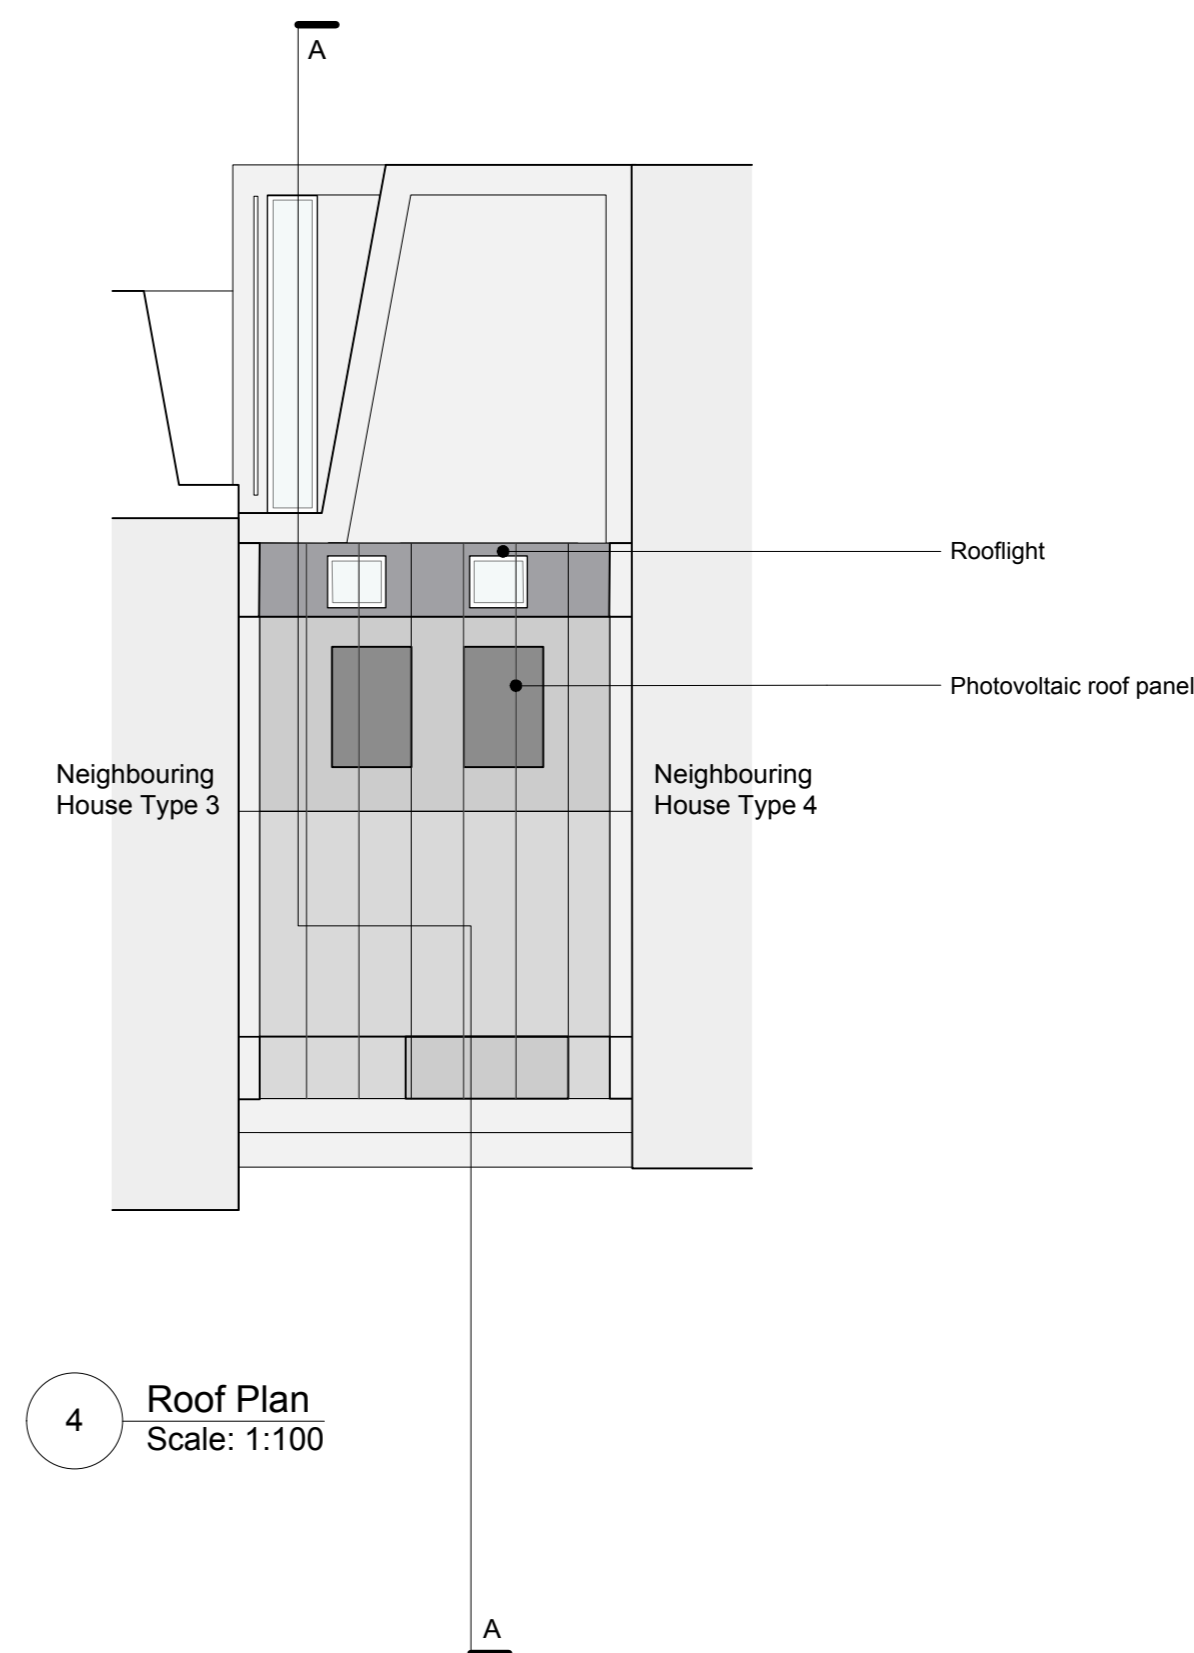 A
Rooflight
Photovoltaic roof panel
Neighbouring
House Type 3
Neighbouring
House Type 4
4
Roof Plan
Scale: 1:100
A